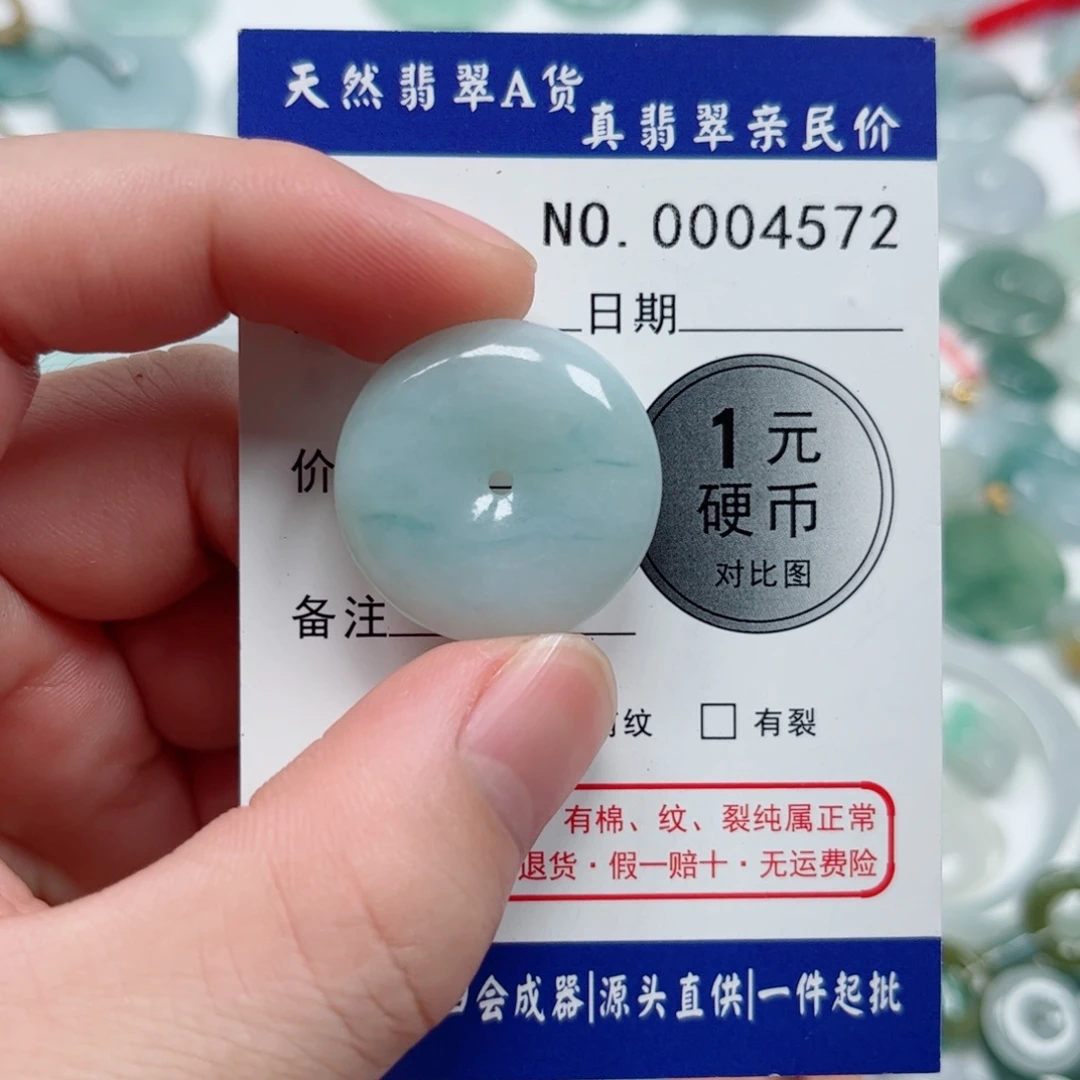 天然翡翠A货
真翡翠亲民价
NO. 0004572
日期
1元
硬币
对比图
价
备注
纹 有裂
有棉、纹、裂纯属正常
退货·假一赔十·无运费险
会成器|源头直供|一件起批